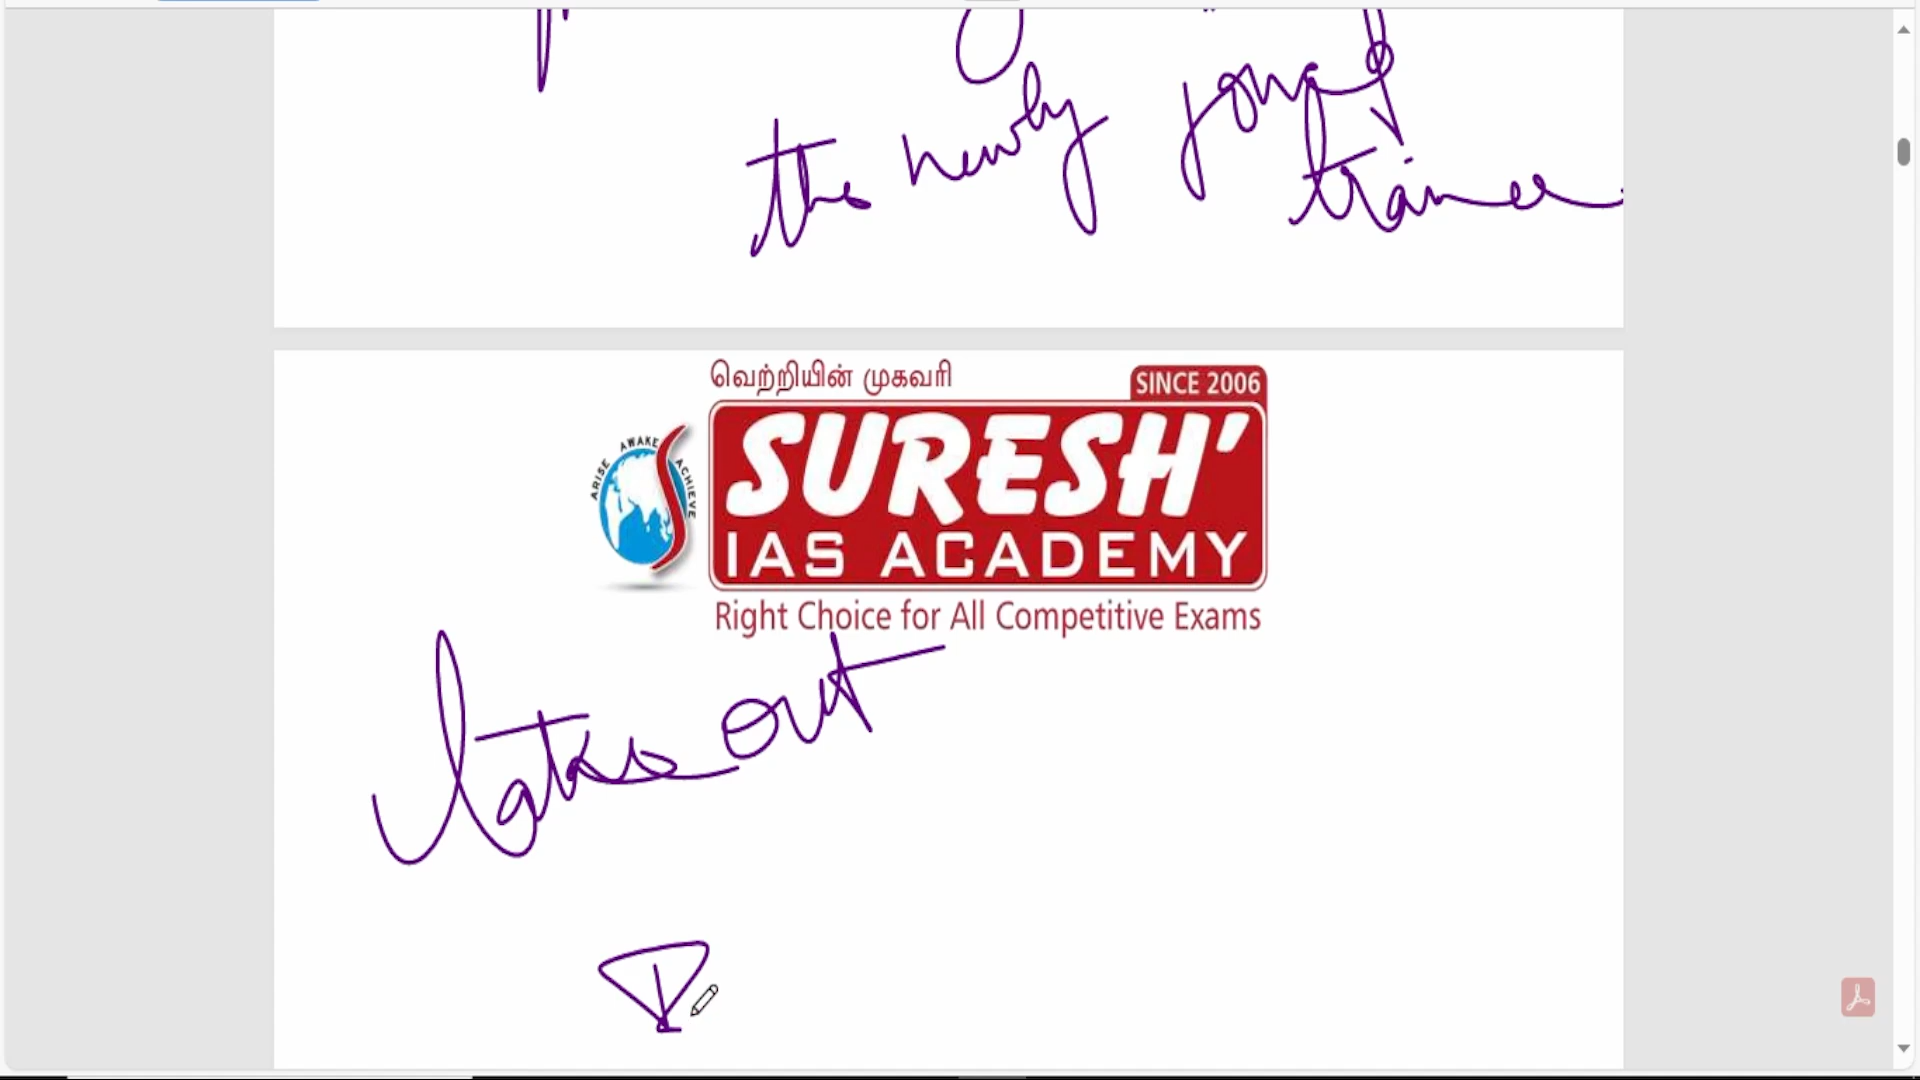 the newly joined
trainee
வெற்றியின் முகவரி
SINCE 2006
ARISE AWAKE ACHIEVE
SURESH'
IAS ACADEMY
Right Choice for All Competitive Exams
take out